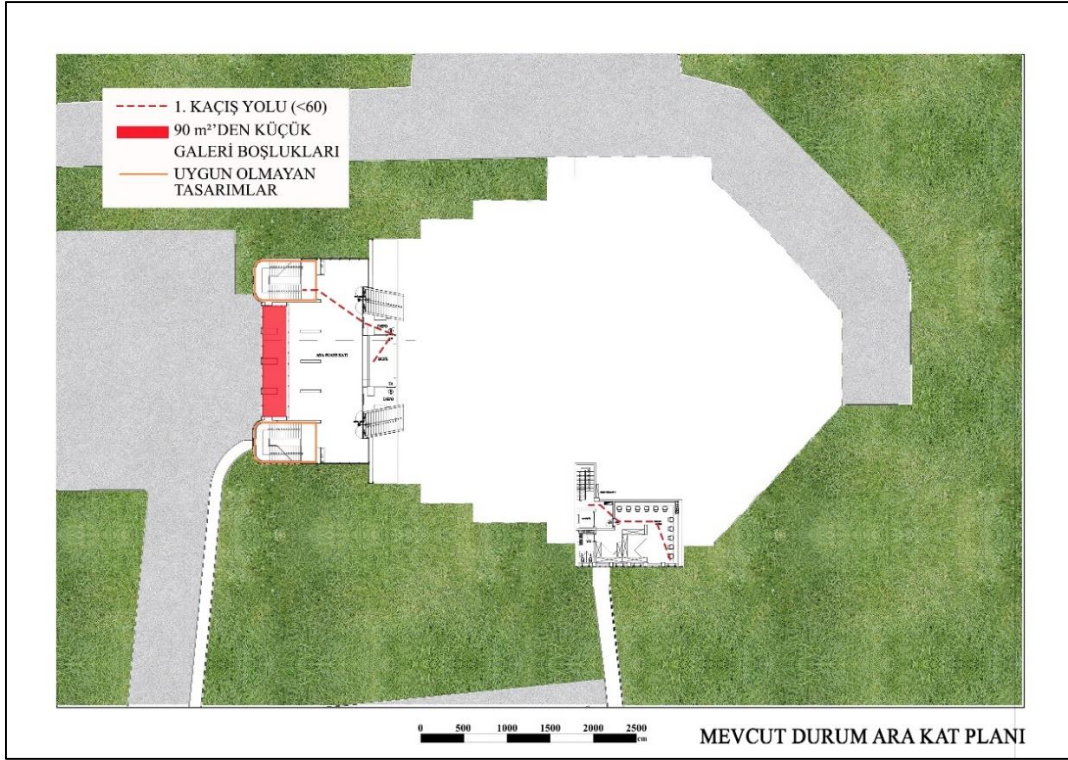 1. KAÇIŞ YOLU (<60)
90 m²'DEN KÜÇÜK
GALERİ BOŞLUKLARI
UYGUN OLMAYAN
TASARIMLAR
DEPO
0 500 1000 1500 2000 2500
cm
MEVCUT DURUM ARA KAT PLANI